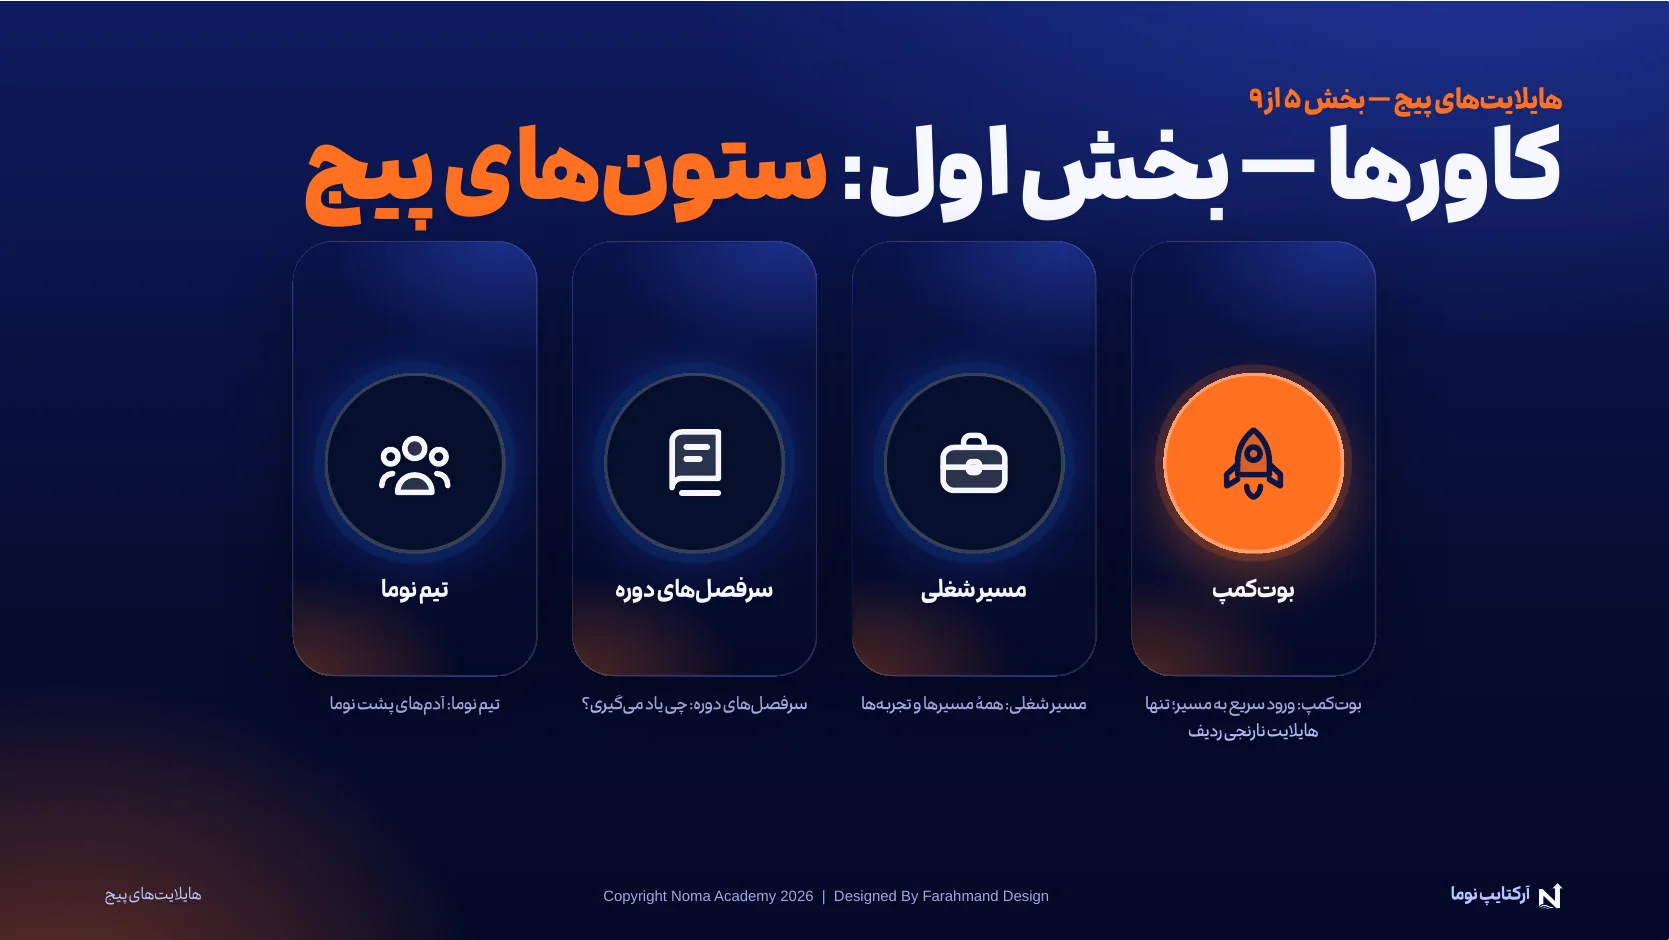 هایلایت‌های پیج — بخش ۵ از ۹
کاورها — بخش اول: ستون‌های پیج
بوت‌کمپ
مسیر شغلی
سرفصل‌های دوره
تیم نوما
بوت‌کمپ: ورود سریع به مسیر؛ تنها
هایلایت نارنجی ردیف
مسیر شغلی: همهٔ مسیرها و تجربه‌ها
سرفصل‌های دوره: چی یاد می‌گیری؟
تیم نوما: آدم‌های پشت نوما
آرکتایپ نوما
Copyright Noma Academy 2026 | Designed By Farahmand Design
هایلایت‌های پیج